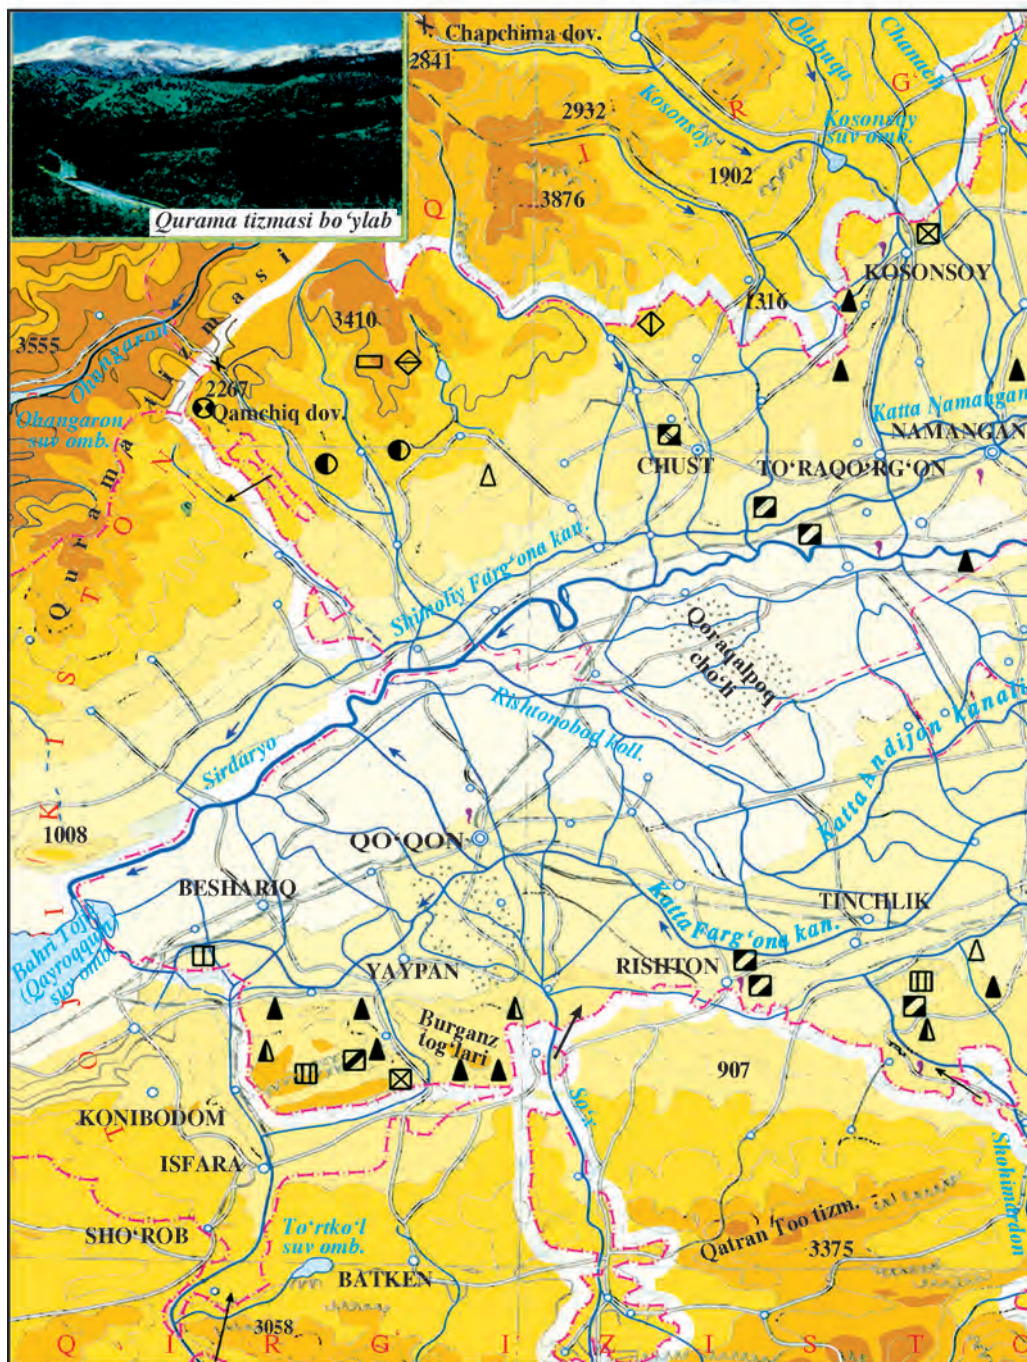 Chapchima dov.
2841
Olabuqa
Chanach
G
R
Kosonsoy
Kosonsoy
suv omb.
2932
I
1902
3876
Q
Qurama tizmasi bo‘ylab
KOSONSOY
1316
3410
3555
Ohangaron
Ohangaron
suv omb.
2267
Qamchiq dov.
Qurama tizmasi
Katta Namangan
NAMANGAN
CHUST
TO‘RAQO‘RG‘ON
Shimoliy Farg‘ona kan.
Qoraqalpoq
cho‘li
Rishtonobod koll.
Sirdaryo
Katta Andijon kanali
1008
QO‘QON
BESHARIQ
TINCHLIK
Katta Farg‘ona kan.
Bahri Tojik
(Qayroqqum)
suv omb.
YAYPAN
RISHTON
Burganz
tog‘lari
907
KONIBODOM
So‘x
ISFARA
Shohimardon
SHO‘ROB
To‘rtko‘l
suv omb.
BATKEN
Qatran Too tizm.
3375
3058
T O J I K I S T O N
Q I R G I Z I S T O